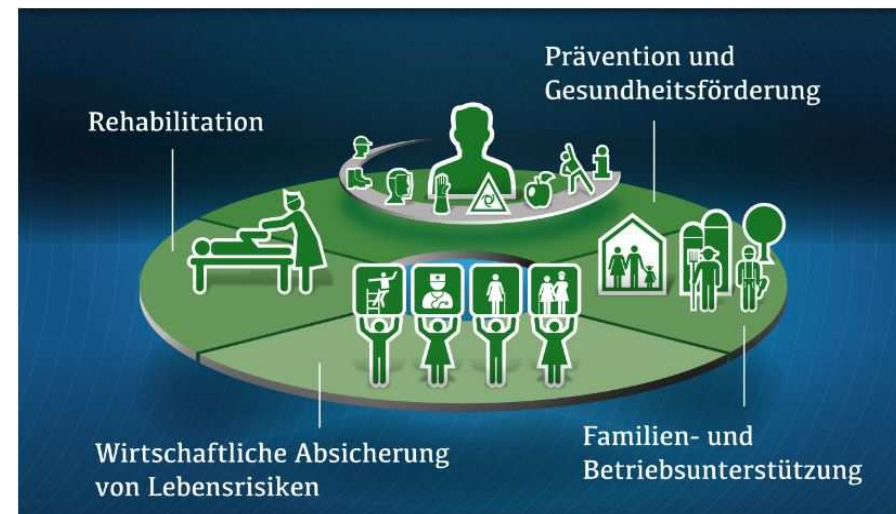 Prävention und
Gesundheitsförderung
Rehabilitation
Wirtschaftliche Absicherung
von Lebensrisiken
Familien- und
Betriebsunterstützung